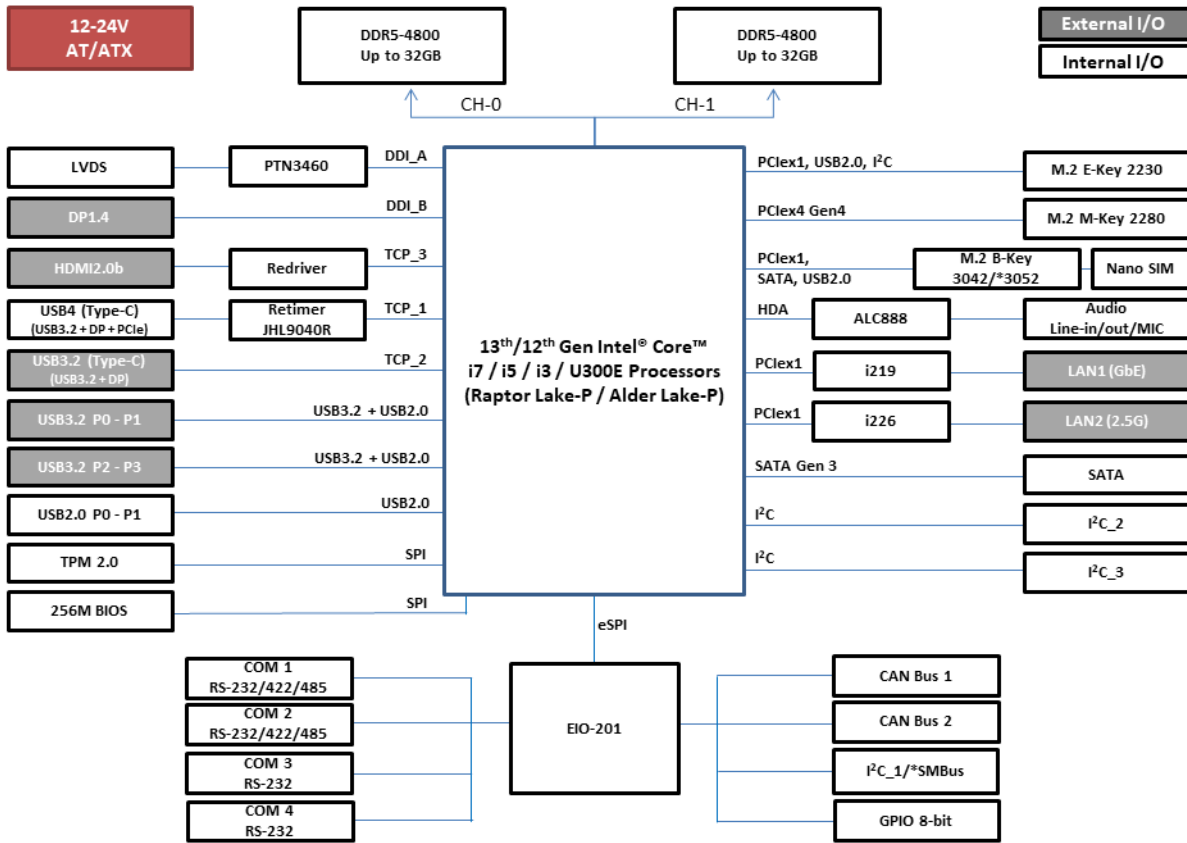 12-24V
AT/ATX
DDR5-4800
Up to 32GB
DDR5-4800
Up to 32GB
External I/O
Internal I/O
CH-0
CH-1
LVDS
PTN3460
DDI_A
DP1.4
DDI_B
HDMI2.0b
Redriver
TCP_3
USB4 (Type-C)
(USB3.2 + DP + PCIe)
Retimer
JHL9040R
TCP_1
USB3.2 (Type-C)
(USB3.2 + DP)
TCP_2
USB3.2 P0 - P1
USB3.2 + USB2.0
USB3.2 P2 - P3
USB3.2 + USB2.0
USB2.0 P0 - P1
USB2.0
TPM 2.0
SPI
256M BIOS
SPI
13th/12th Gen Intel® Core™
i7 / i5 / i3 / U300E Processors
(Raptor Lake-P / Alder Lake-P)
PCIex1, USB2.0, I²C
M.2 E-Key 2230
PCIex4 Gen4
M.2 M-Key 2280
PCIex1,
SATA, USB2.0
M.2 B-Key
3042/*3052
Nano SIM
HDA
ALC888
Audio
Line-in/out/MIC
PCIex1
i219
LAN1 (GbE)
PCIex1
i226
LAN2 (2.5G)
SATA Gen 3
SATA
I²C
I²C_2
I²C
I²C_3
eSPI
COM 1
RS-232/422/485
COM 2
RS-232/422/485
COM 3
RS-232
COM 4
RS-232
EIO-201
CAN Bus 1
CAN Bus 2
I²C_1/*SMBus
GPIO 8-bit